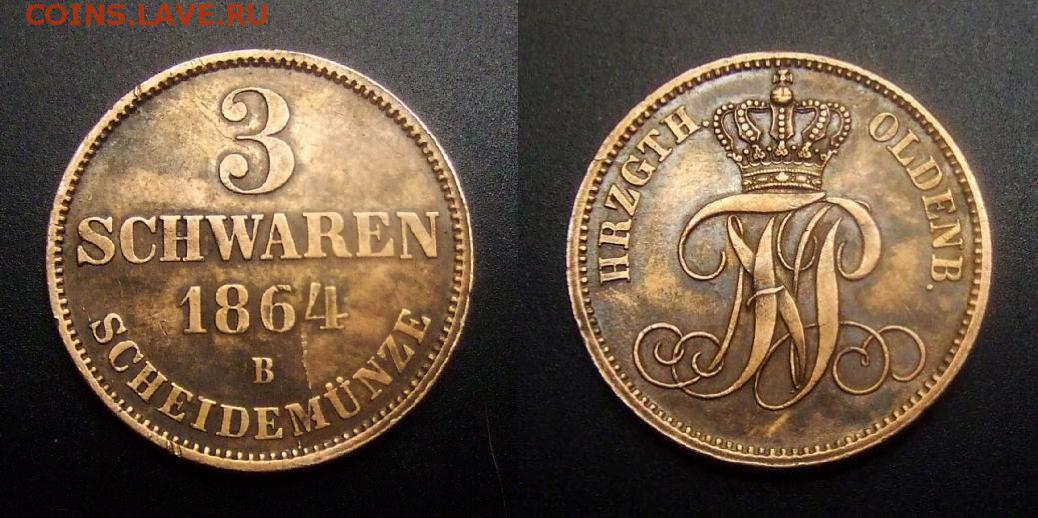 COINS.LAVE.RU
3
SCHWAREN
1864
B
SCHEIDEMÜNZE
HRZGTH. OLDENB.